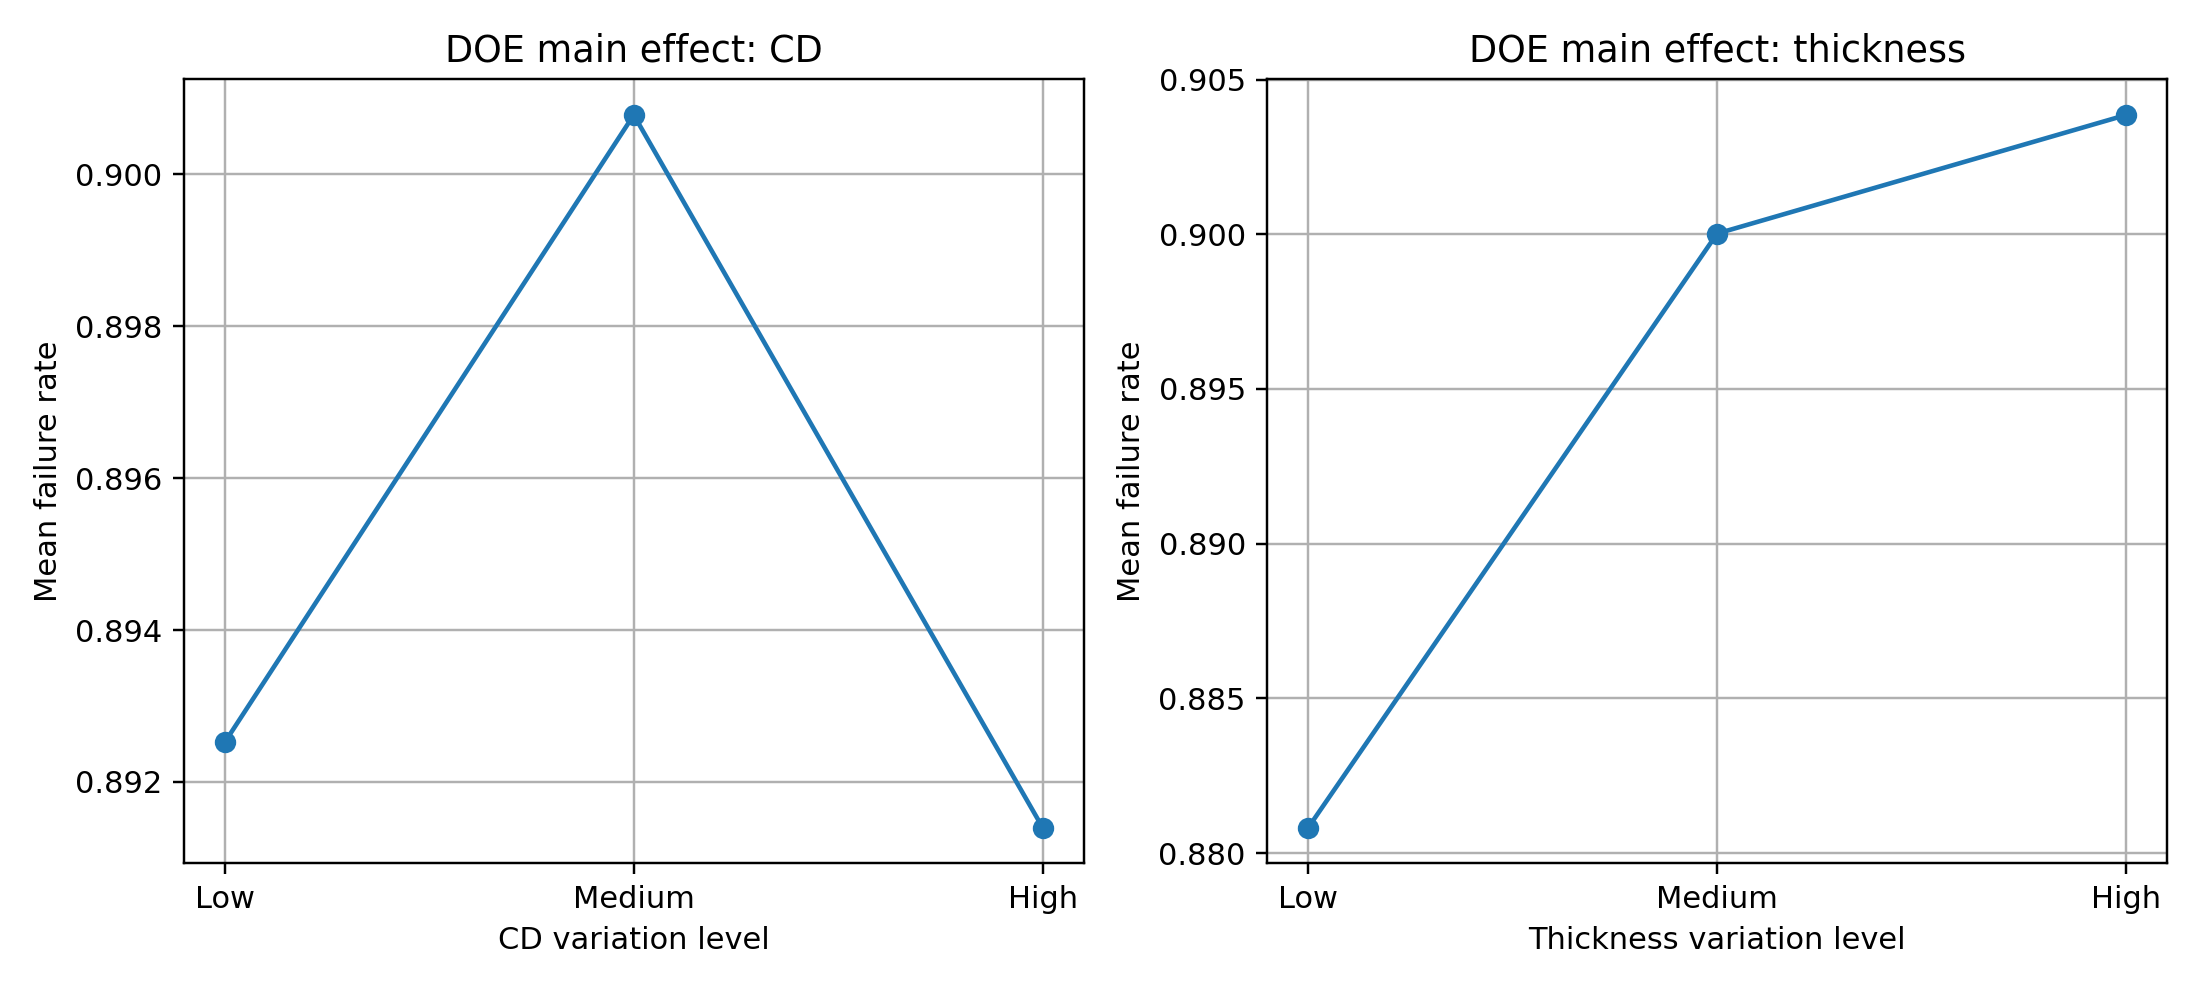 DOE main effect: CD
Mean failure rate
0.900
0.898
0.896
0.894
0.892
Low Medium High
CD variation level
DOE main effect: thickness
Mean failure rate
0.905
0.900
0.895
0.890
0.885
0.880
Low Medium High
Thickness variation level